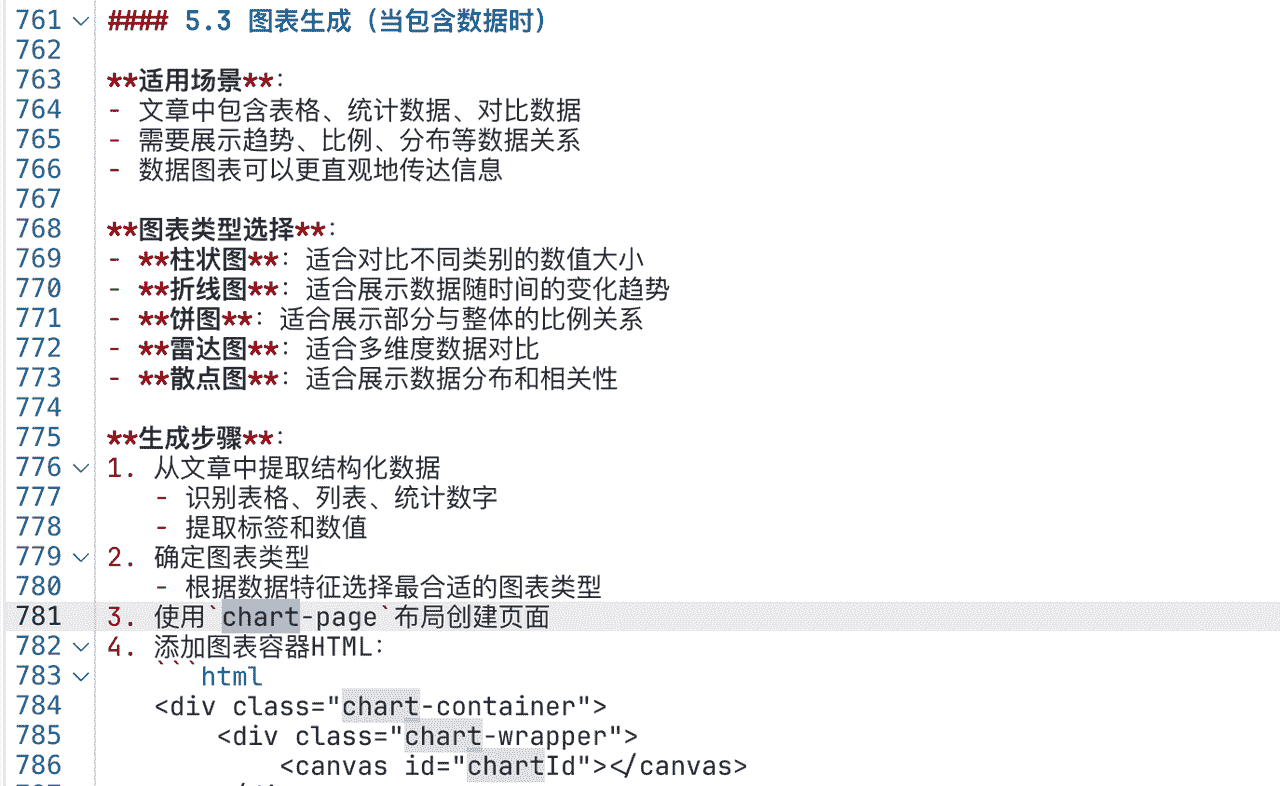 761 #### 5.3 图表生成（当包含数据时）
762
763 **适用场景**：
764 - 文章中包含表格、统计数据、对比数据
765 - 需要展示趋势、比例、分布等数据关系
766 - 数据图表可以更直观地传达信息
767
768 **图表类型选择**：
769 - **柱状图**：适合对比不同类别的数值大小
770 - **折线图**：适合展示数据随时间的变化趋势
771 - **饼图**：适合展示部分与整体的比例关系
772 - **雷达图**：适合多维度数据对比
773 - **散点图**：适合展示数据分布和相关性
774
775 **生成步骤**：
776 1. 从文章中提取结构化数据
777    - 识别表格、列表、统计数字
778    - 提取标签和数值
779 2. 确定图表类型
780    - 根据数据特征选择最合适的图表类型
781 3. 使用`chart-page`布局创建页面
782 4. 添加图表容器HTML：
783    ```html
784    <div class="chart-container">
785        <div class="chart-wrapper">
786            <canvas id="chartId"></canvas>